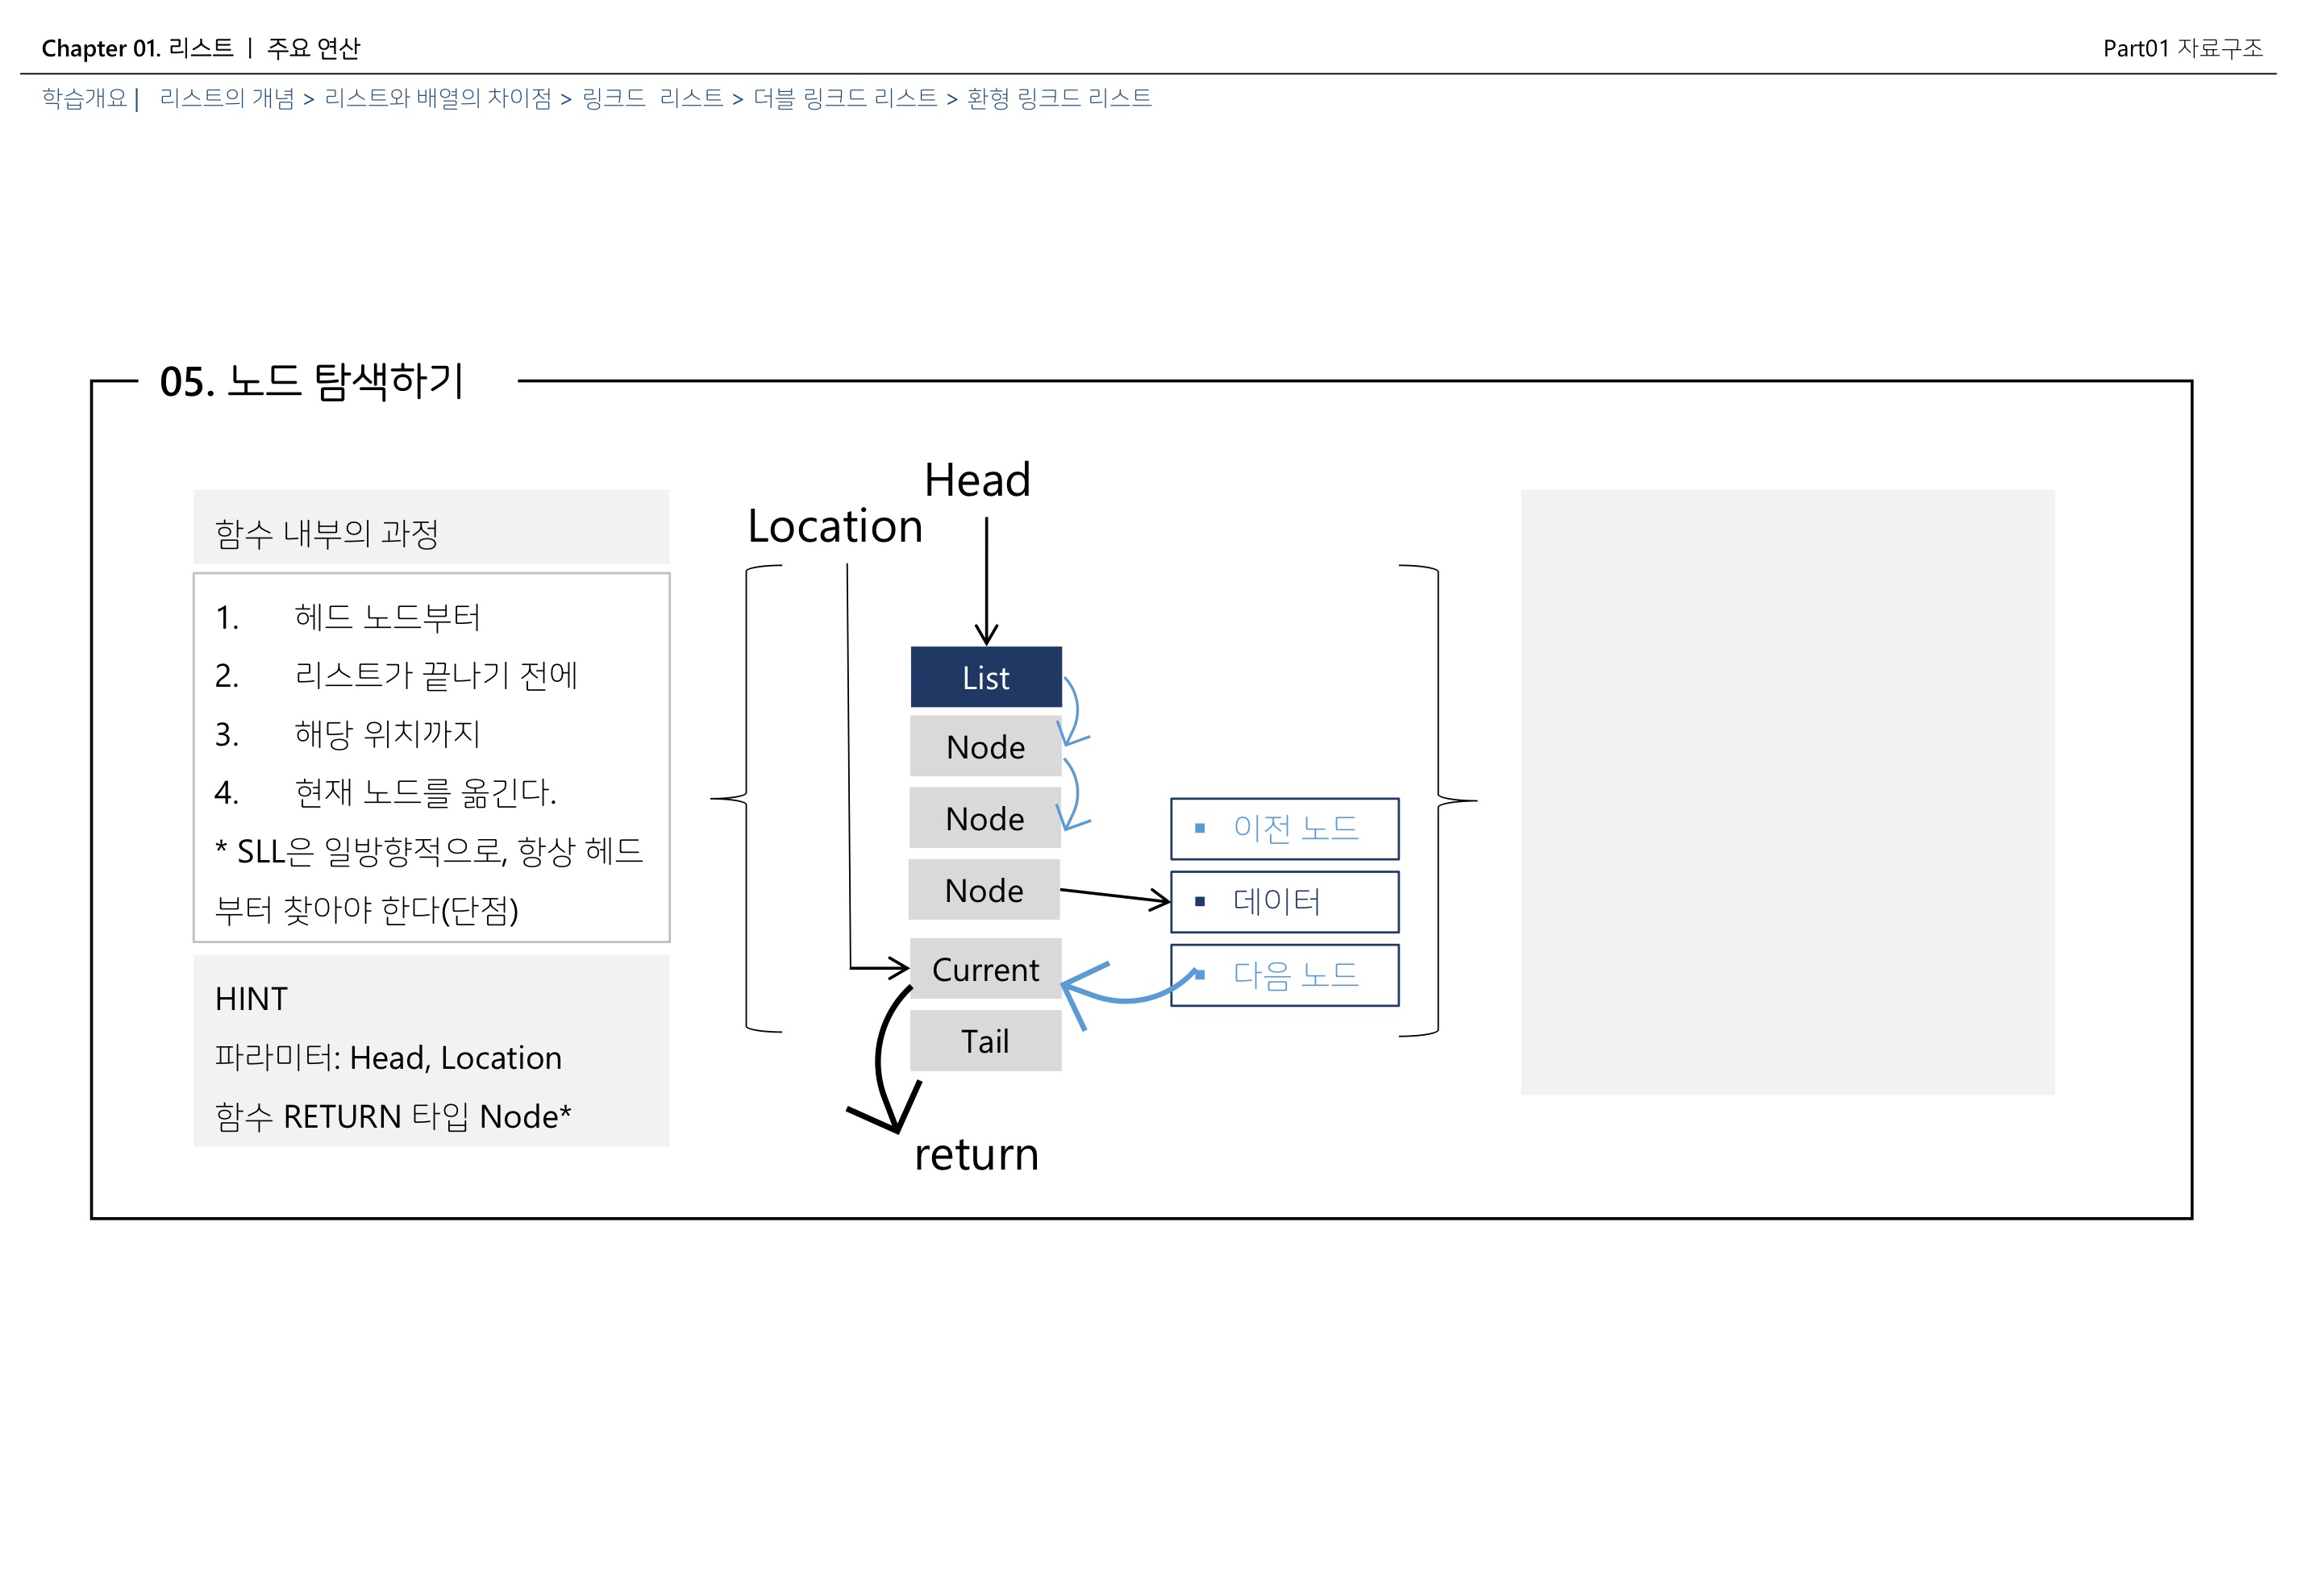 Chapter 01. 리스트 | 주요 연산
Part01 자료구조
학습개요 | 리스트의 개념 > 리스트와 배열의 차이점 > 링크드 리스트 > 더블 링크드 리스트 > 환형 링크드 리스트
05. 노드 탐색하기
함수 내부의 과정
1. 헤드 노드부터
2. 리스트가 끝나기 전에
3. 해당 위치까지
4. 현재 노드를 옮긴다.
* SLL은 일방향적으로, 항상 헤드
부터 찾아야 한다(단점)
HINT
파라미터: Head, Location
함수 RETURN 타입 Node*
Head
Location
List
Node
Node
Node
Current
Tail
return
▪ 이전 노드
▪ 데이터
▪ 다음 노드